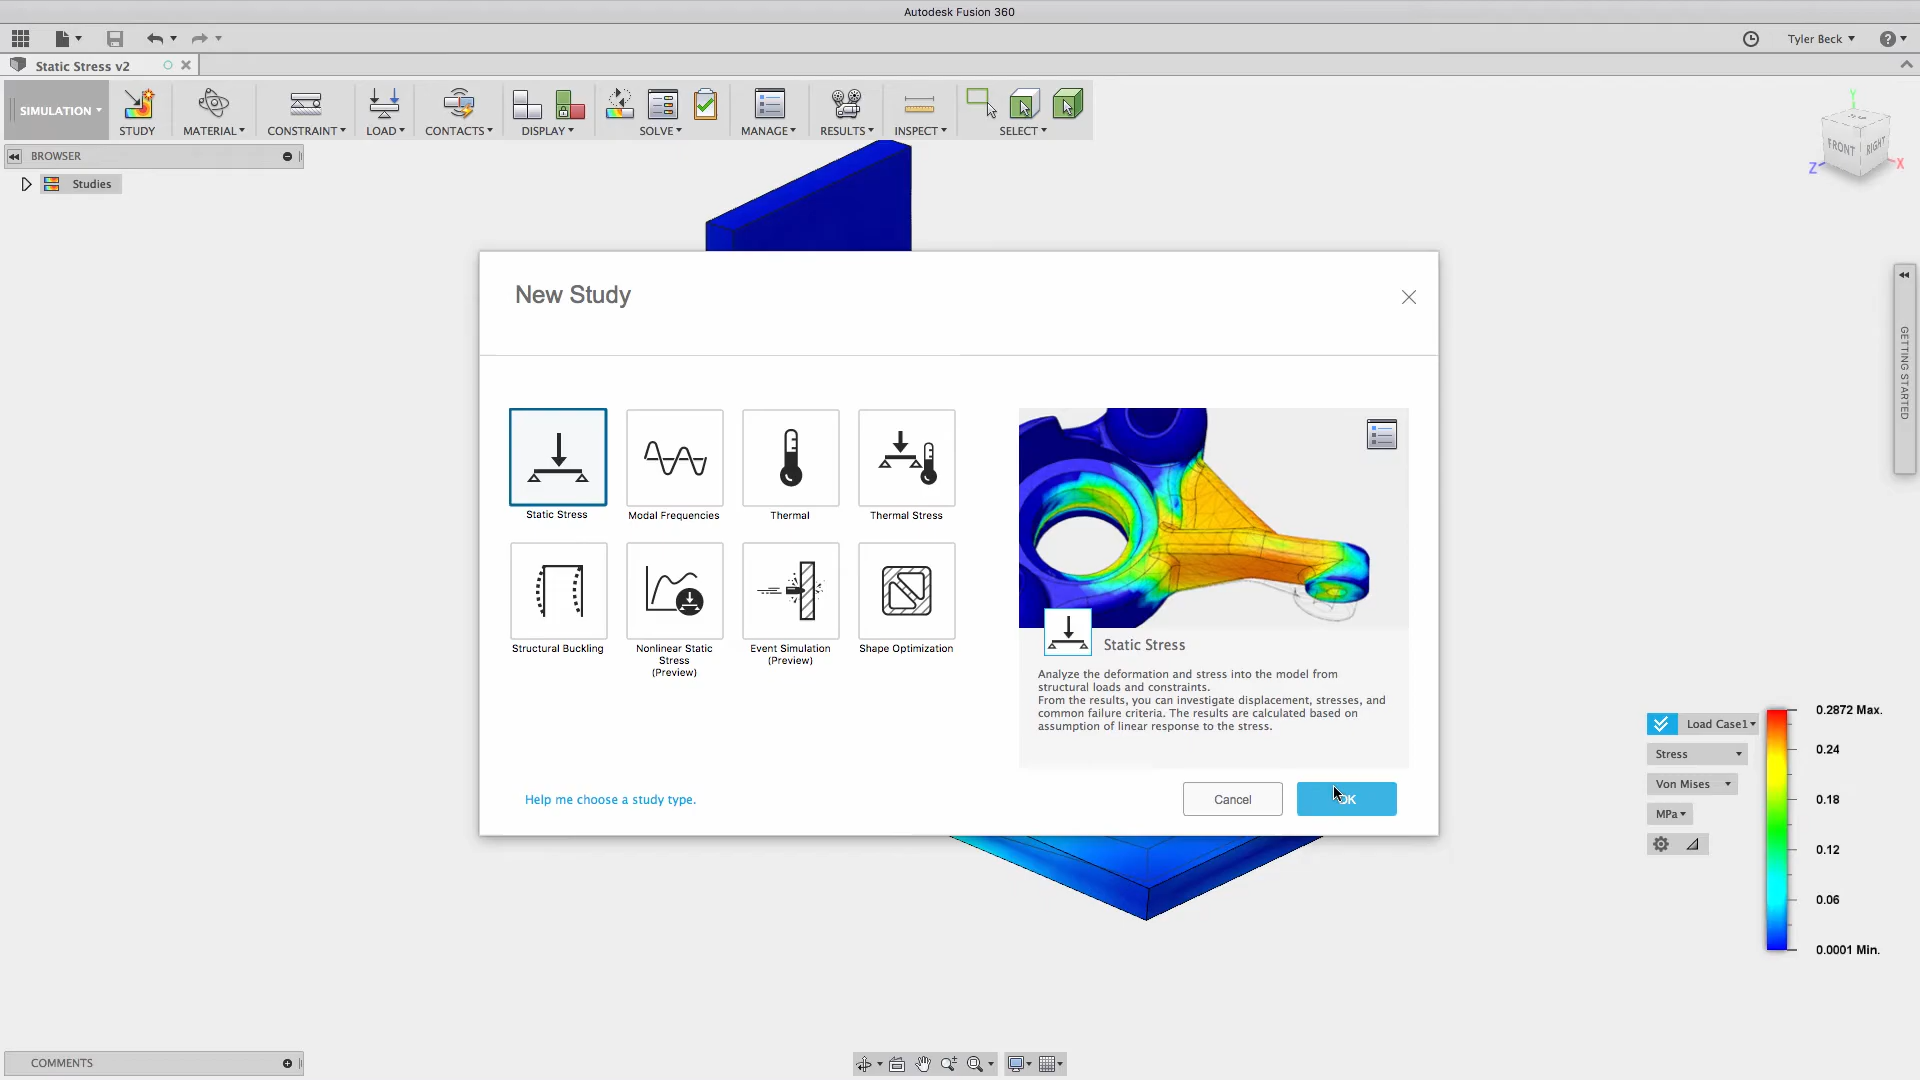 Autodesk Fusion 360
Tyler Beck
Static Stress v2
SIMULATION
STUDY
MATERIAL
CONSTRAINT
LOAD
CONTACTS
DISPLAY
SOLVE
MANAGE
RESULTS
INSPECT
SELECT
Y
FRONT
RIGHT
Z
X
BROWSER
Studies
GETTING STARTED
New Study
Static Stress
Modal Frequencies
Thermal
Thermal Stress
Structural Buckling
Nonlinear Static
Stress
(Preview)
Event Simulation
(Preview)
Shape Optimization
Static Stress
Analyze the deformation and stress into the model from
structural loads and constraints.
From the results, you can investigate displacement, stresses, and
common failure criteria. The results are calculated based on
assumption of linear response to the stress.
Help me choose a study type.
Cancel
OK
Load Case1
Stress
Von Mises
MPa
0.2872 Max.
0.24
0.18
0.12
0.06
0.0001 Min.
COMMENTS